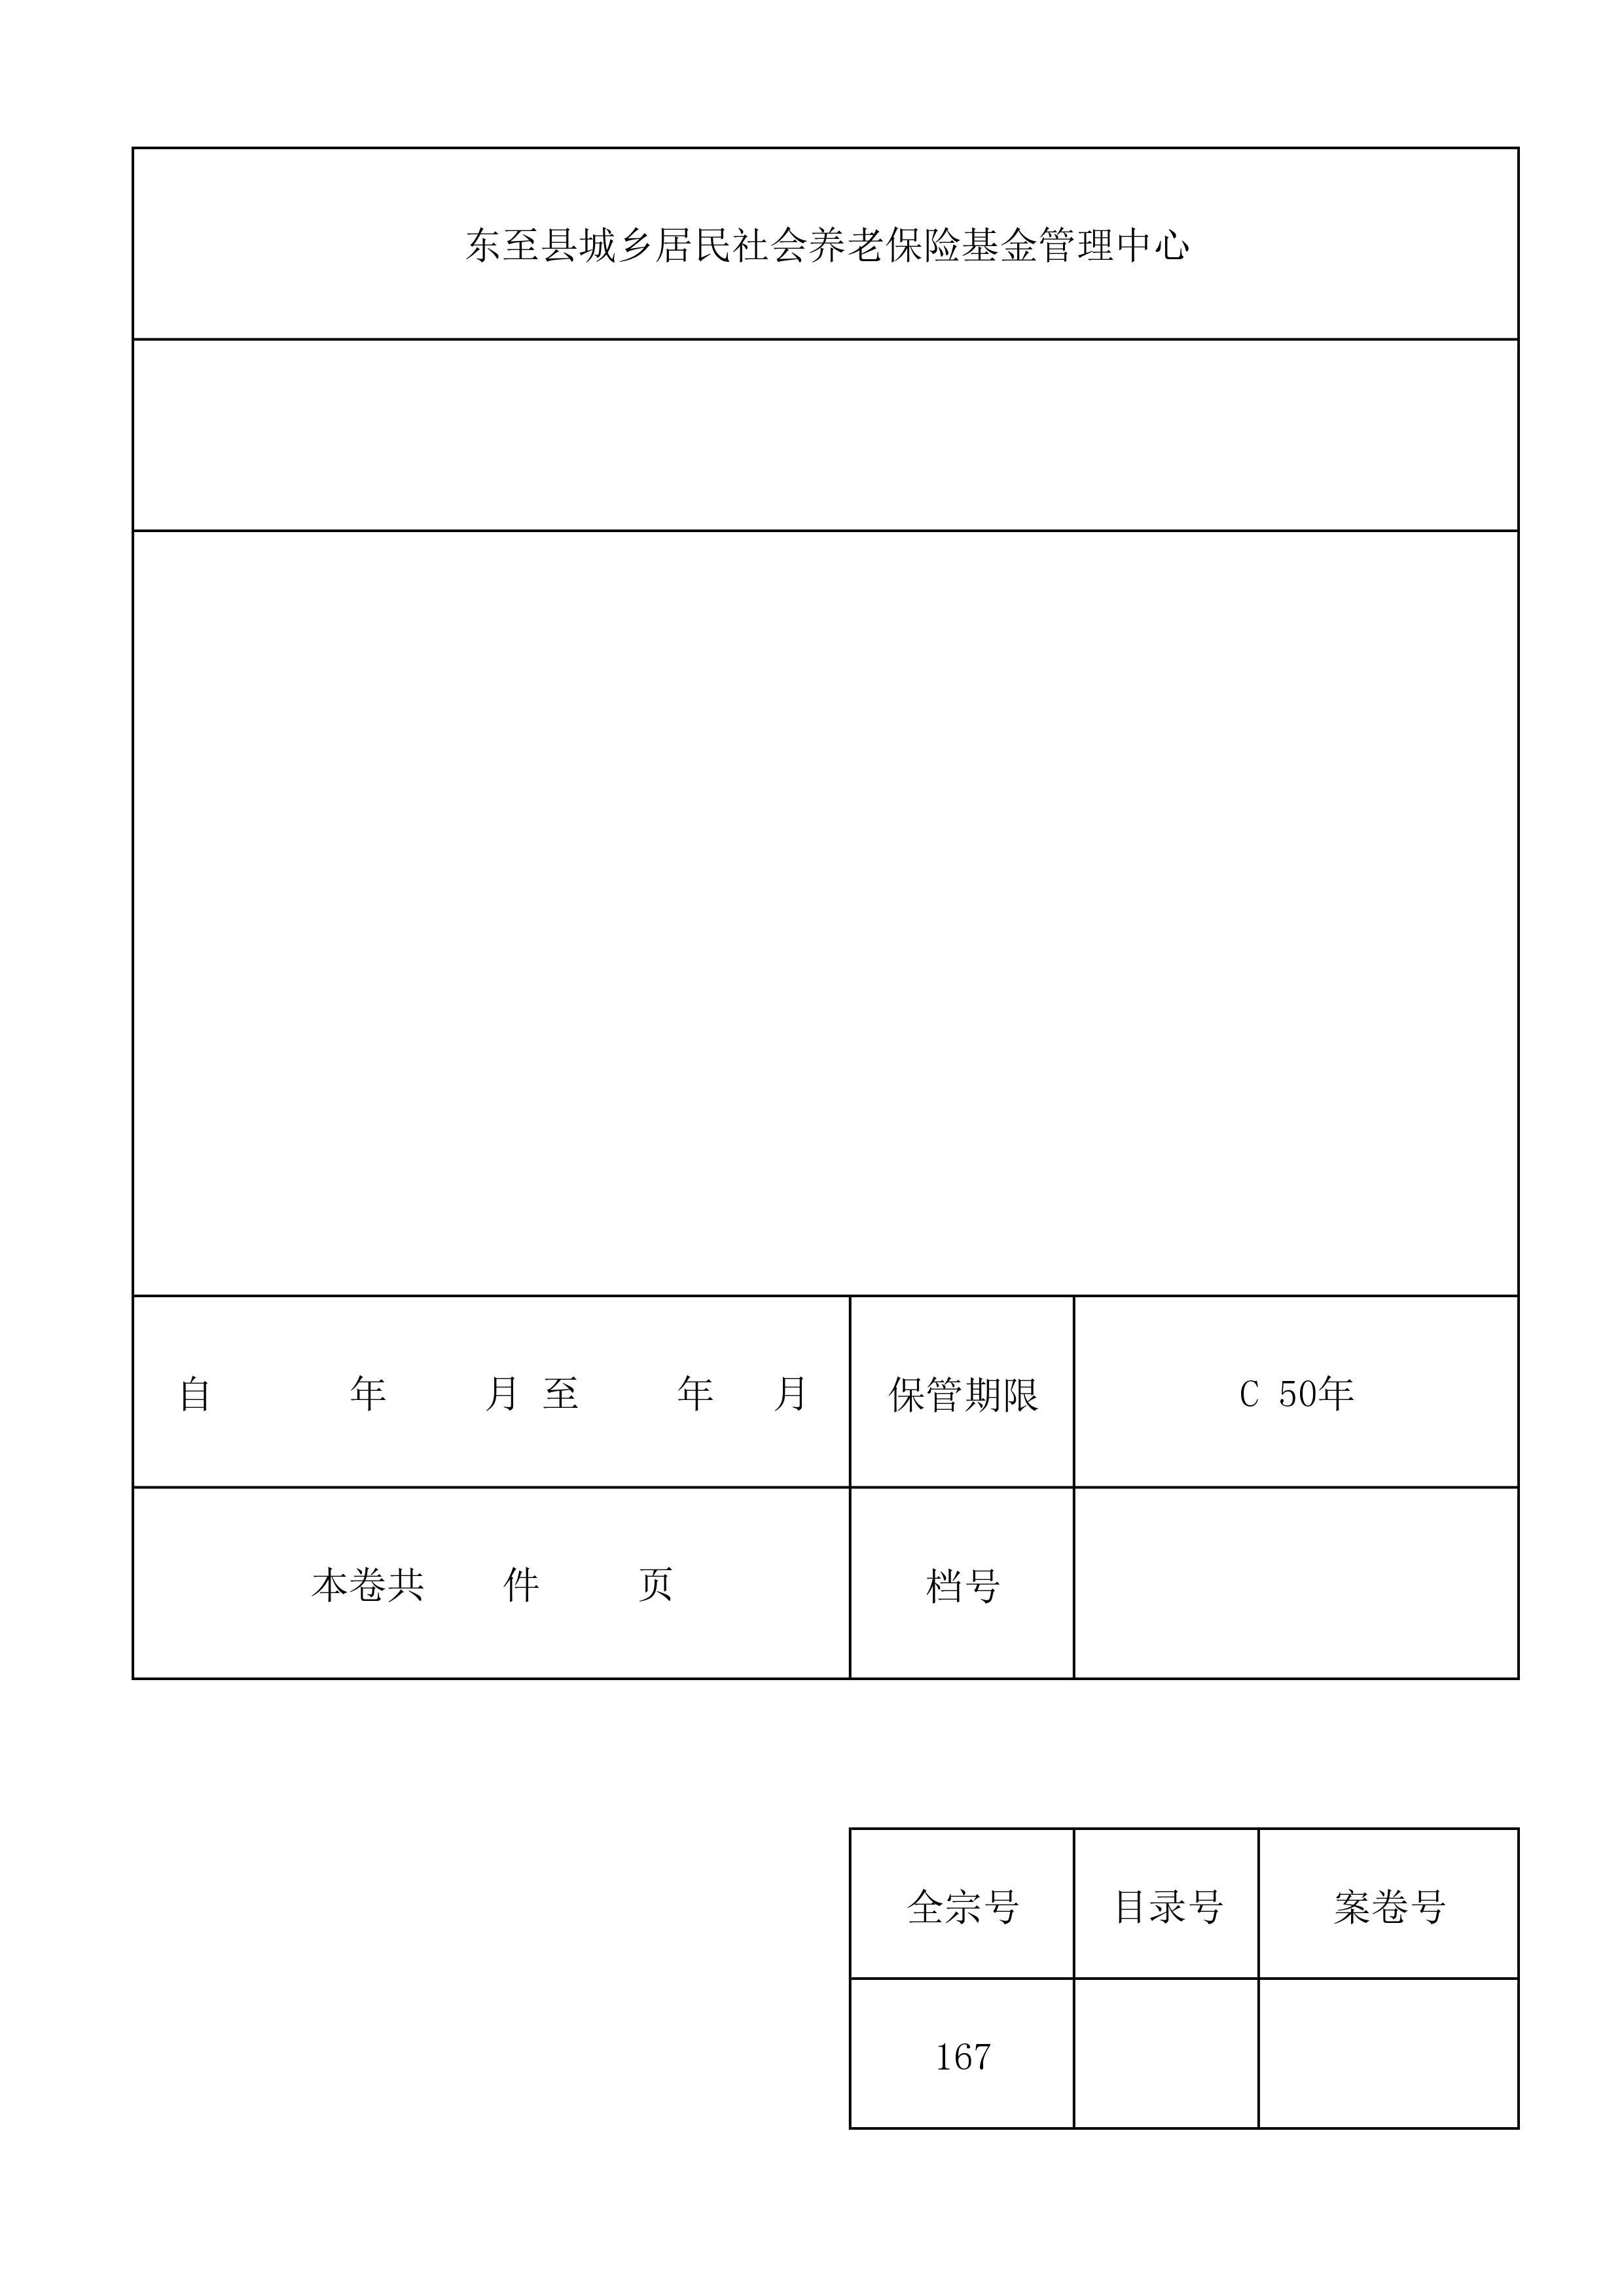 东至县城乡居民社会养老保险基金管理中心
自 年 月 至 年 月 保管期限 C 50年
本卷共 件 页 档号
全宗号 目录号 案卷号
167